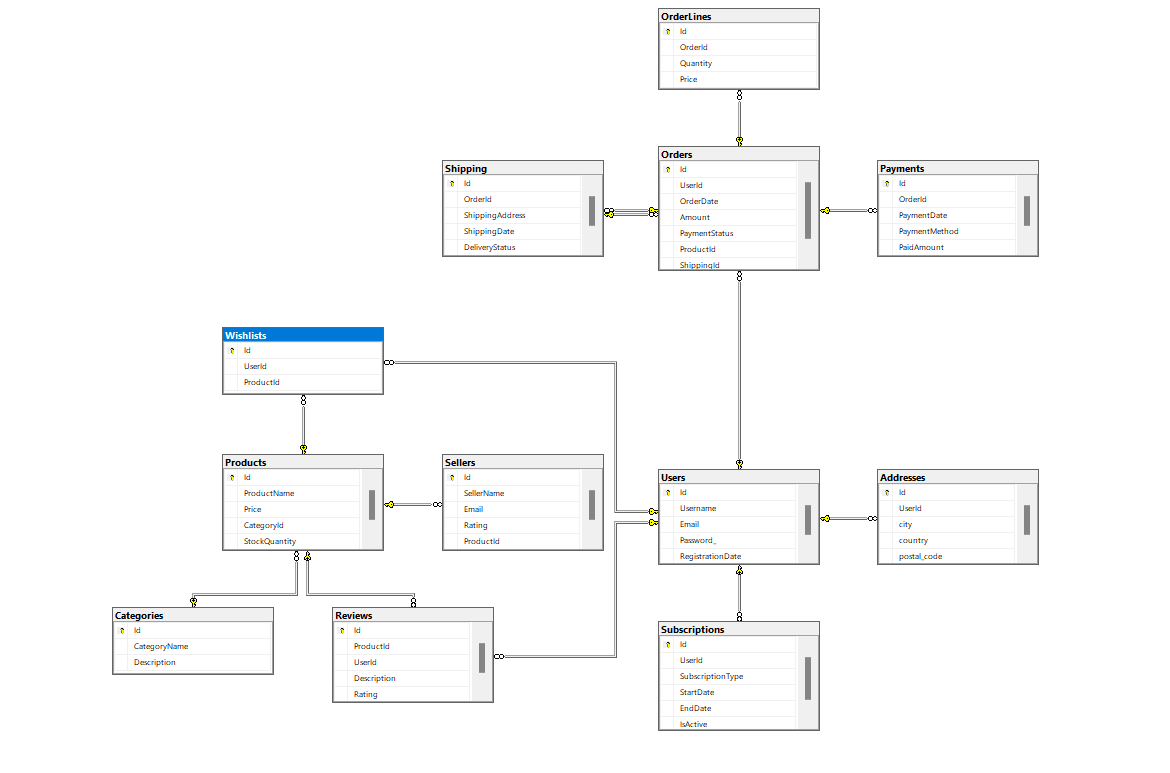 OrderLines
Id
OrderId
Quantity
Price
Orders
Id
UserId
OrderDate
Amount
PaymentStatus
ProductId
ShippingId
Shipping
Id
OrderId
ShippingAddress
ShippingDate
DeliveryStatus
Payments
Id
OrderId
PaymentDate
PaymentMethod
PaidAmount
Wishlists
Id
UserId
ProductId
Products
Id
ProductName
Price
CategoryId
StockQuantity
Sellers
Id
SellerName
Email
Rating
ProductId
Users
Id
Username
Email
Password_
RegistrationDate
Addresses
Id
UserId
city
country
postal_code
Categories
Id
CategoryName
Description
Reviews
Id
ProductId
UserId
Description
Rating
Subscriptions
Id
UserId
SubscriptionType
StartDate
EndDate
IsActive